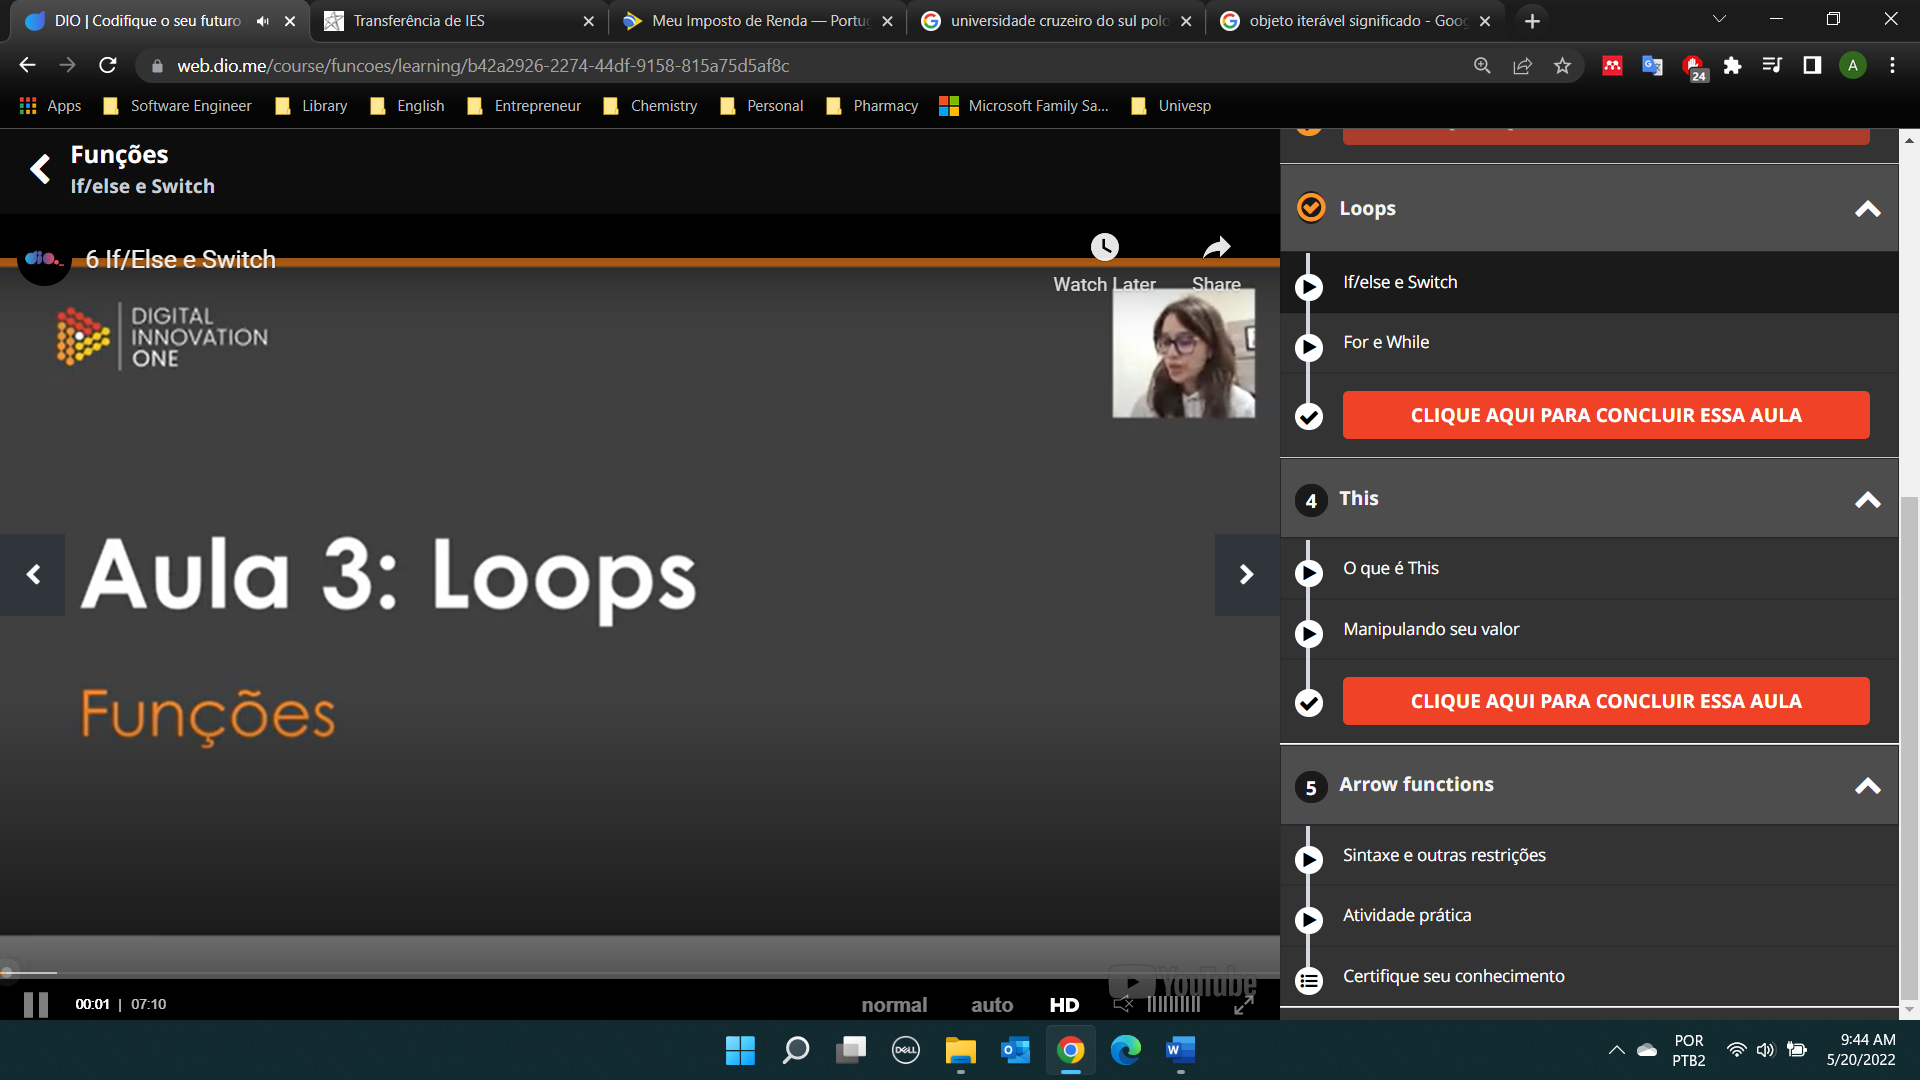 DIO | Codifique o seu futuro
Transferência de IES
Meu Imposto de Renda — Portug
universidade cruzeiro do sul polo
objeto iterável significado - Goog
web.dio.me/course/funcoes/learning/b42a2926-2274-44df-9158-815a75d5af8c
24
A
Apps
Software Engineer
Library
English
Entrepreneur
Chemistry
Personal
Pharmacy
Microsoft Family Sa...
Univesp
Funções
If/else e Switch
dio._
6 If/Else e Switch
Watch Later
Share
DIGITAL
INNOVATION
ONE
Aula 3: Loops
Funções
YouTube
00:01 | 07:10
normal
auto
HD
Loops
If/else e Switch
For e While
CLIQUE AQUI PARA CONCLUIR ESSA AULA
4 This
O que é This
Manipulando seu valor
CLIQUE AQUI PARA CONCLUIR ESSA AULA
5 Arrow functions
Sintaxe e outras restrições
Atividade prática
Certifique seu conhecimento
DELL
W
POR
PTB2
9:44 AM
5/20/2022